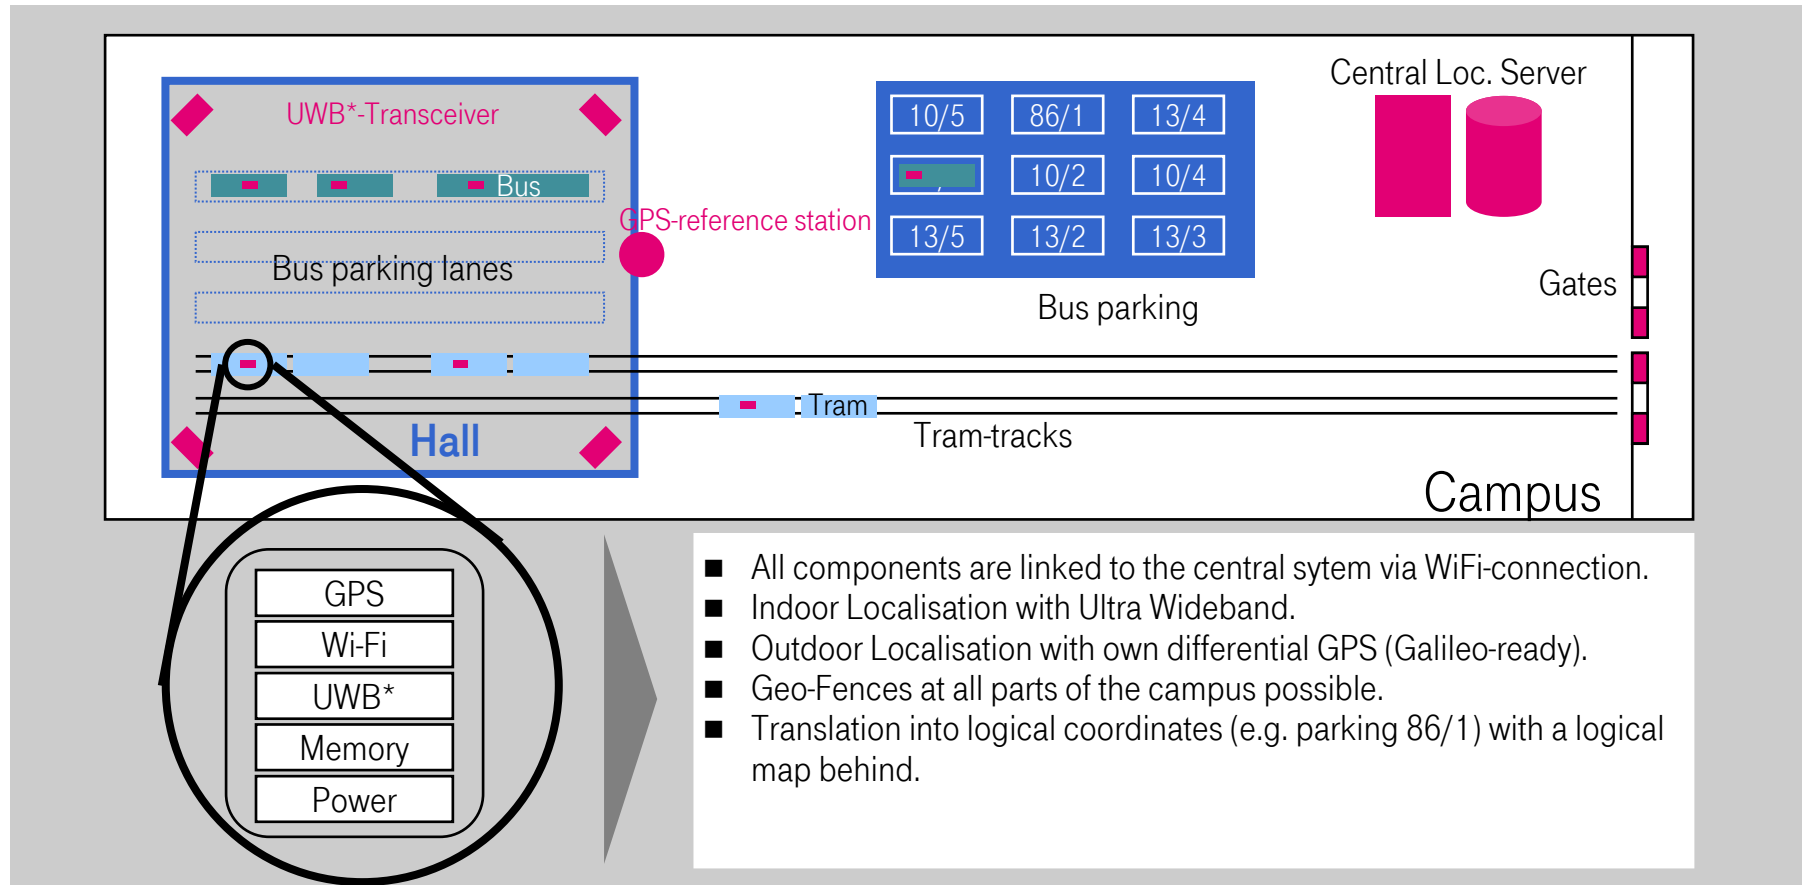 Central Loc. Server
UWB*-Transceiver
10/5 86/1 13/4
Bus
10/2 10/4
GPS-reference station
13/5 13/2 13/3
Bus parking lanes
Gates
Bus parking
Tram
Hall
Tram-tracks
Campus
GPS
Wi-Fi
UWB*
Memory
Power
■ All components are linked to the central sytem via WiFi-connection.
■ Indoor Localisation with Ultra Wideband.
■ Outdoor Localisation with own differential GPS (Galileo-ready).
■ Geo-Fences at all parts of the campus possible.
■ Translation into logical coordinates (e.g. parking 86/1) with a logical
map behind.